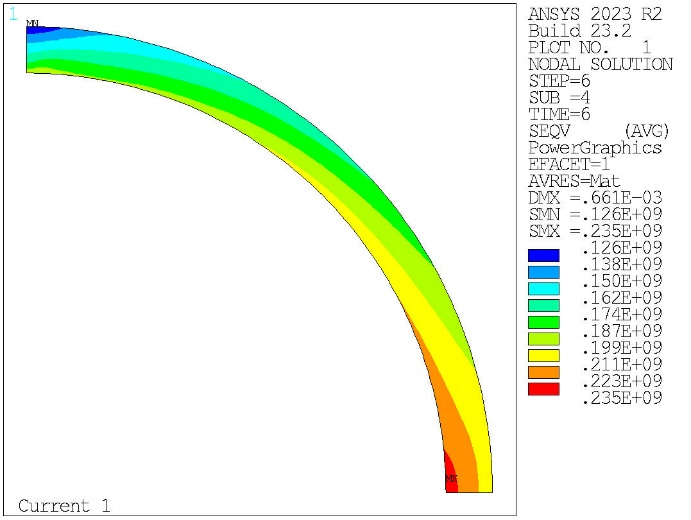 1
MN
MX
Current 1
ANSYS 2023 R2
Build 23.2
PLOT NO. 1
NODAL SOLUTION
STEP=6
SUB =4
TIME=6
SEQV (AVG)
PowerGraphics
EFACET=1
AVRES=Mat
DMX =.661E-03
SMN =.126E+09
SMX =.235E+09
.126E+09
.138E+09
.150E+09
.162E+09
.174E+09
.187E+09
.199E+09
.211E+09
.223E+09
.235E+09